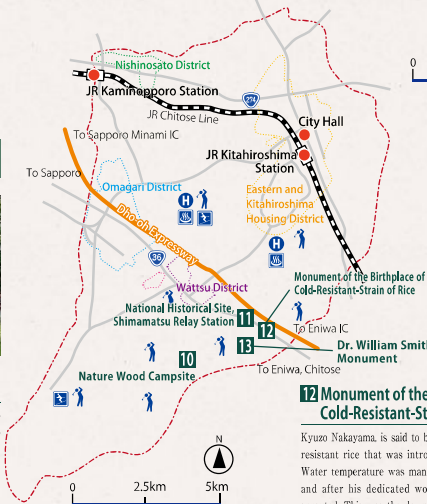 Nishinosato District
0
JR Kaminopporo Station
274
JR Chitose Line
City Hall
To Sapporo Minami IC
JR Kitahiroshima
Station
To Sapporo
Omagari District
Eastern and
Kitahiroshima
Housing District
H
Dho-oh Expressway
H
36
Monument of the Birthplace of
Cold-Resistant-Strain of Rice
Wattsu District
National Historical Site,
Shimamatsu Relay Station
11
12
To Eniwa IC
13
Dr. William Smith
Monument
10
To Eniwa, Chitose
Nature Wood Campsite
12 Monument of the
Cold-Resistant-St
Kyuzo Nakayama, is said to b
resistant rice that was intro
Water temperature was man
and after his dedicated wo
N
0 2.5km 5km